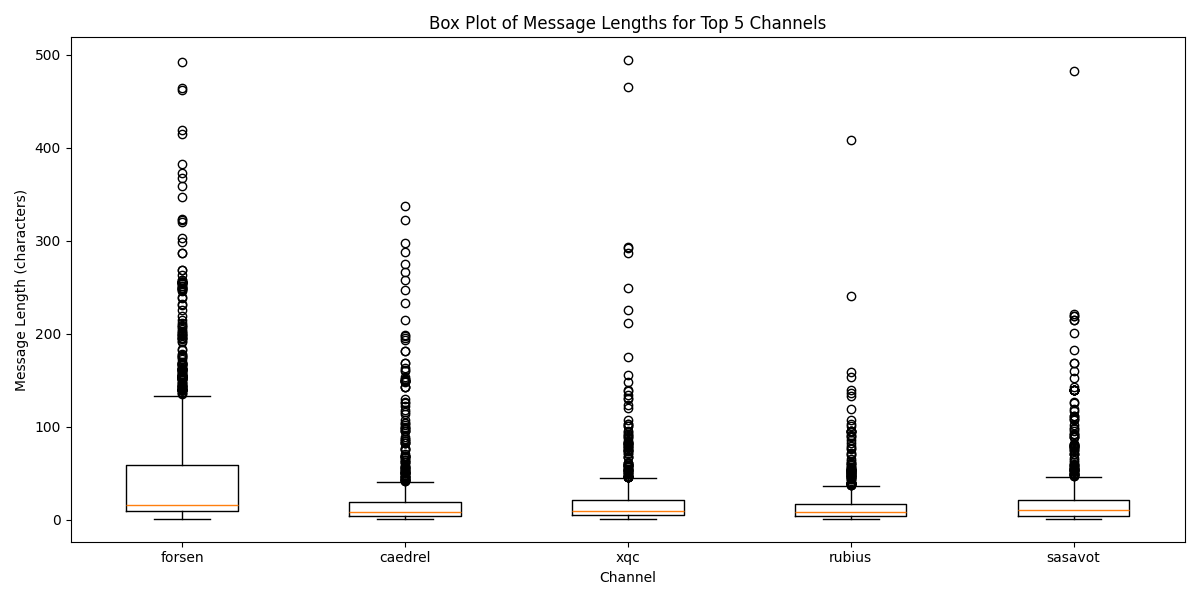 Box Plot of Message Lengths for Top 5 Channels
Message Length (characters)
500
400
300
200
100
0
forsen caedrel xqc rubius sasavot
Channel